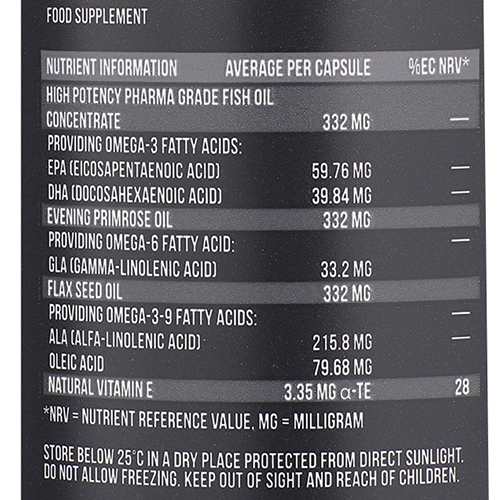 FOOD SUPPLEMENT
NUTRIENT INFORMATION AVERAGE PER CAPSULE %EC NRV*
HIGH POTENCY PHARMA GRADE FISH OIL
CONCENTRATE 332 MG —
PROVIDING OMEGA-3 FATTY ACIDS:
EPA (EICOSAPENTAENOIC ACID) 59.76 MG —
DHA (DOCOSAHEXAENOIC ACID) 39.84 MG —
EVENING PRIMROSE OIL 332 MG
PROVIDING OMEGA-6 FATTY ACID: —
GLA (GAMMA-LINOLENIC ACID) 33.2 MG
FLAX SEED OIL 332 MG
PROVIDING OMEGA-3-9 FATTY ACIDS: —
ALA (ALFA-LINOLENIC ACID) 215.8 MG —
OLEIC ACID 79.68 MG
NATURAL VITAMIN E 3.35 MG α-TE 28
*NRV = NUTRIENT REFERENCE VALUE, MG = MILLIGRAM
STORE BELOW 25°C IN A DRY PLACE PROTECTED FROM DIRECT SUNLIGHT.
DO NOT ALLOW FREEZING. KEEP OUT OF SIGHT AND REACH OF CHILDREN.